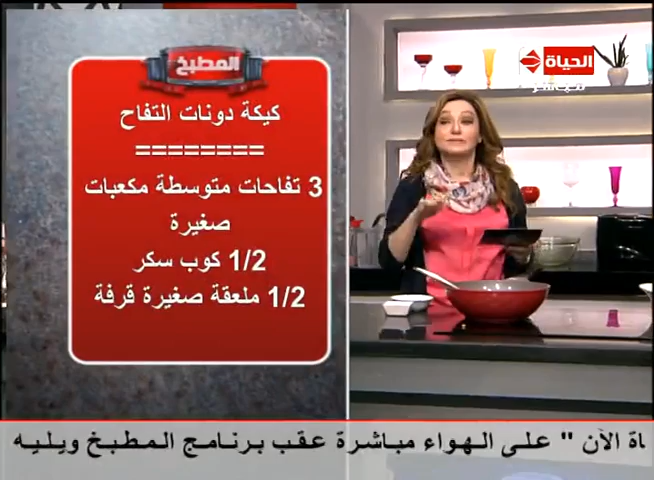 المطبخ
كيكة دونات التفاح
========
3 تفاحات متوسطة مكعبات
صغيرة
1/2 كوب سكر
1/2 ملعقة صغيرة قرفة
الحياة
مباشر
اة الآن " على الهواء مباشرة عقب برنامج المطبخ ويليه